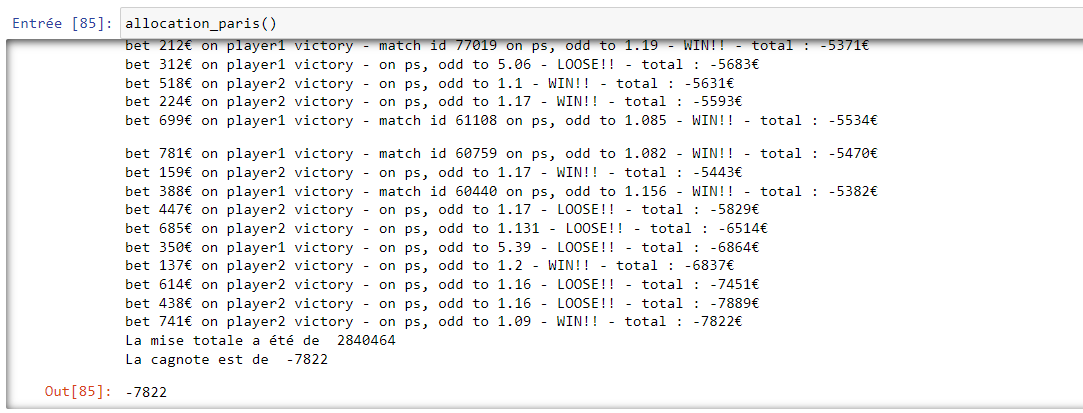 Entrée [85]: allocation_paris()
bet 212€ on player1 victory - match id 77019 on ps, odd to 1.19 - WIN!! - total : -5371€
bet 312€ on player1 victory - on ps, odd to 5.06 - LOOSE!! - total : -5683€
bet 518€ on player2 victory - on ps, odd to 1.1 - WIN!! - total : -5631€
bet 224€ on player2 victory - on ps, odd to 1.17 - WIN!! - total : -5593€
bet 699€ on player1 victory - match id 61108 on ps, odd to 1.085 - WIN!! - total : -5534€
bet 781€ on player1 victory - match id 60759 on ps, odd to 1.082 - WIN!! - total : -5470€
bet 159€ on player2 victory - on ps, odd to 1.17 - WIN!! - total : -5443€
bet 388€ on player1 victory - match id 60440 on ps, odd to 1.156 - WIN!! - total : -5382€
bet 447€ on player2 victory - on ps, odd to 1.17 - LOOSE!! - total : -5829€
bet 685€ on player2 victory - on ps, odd to 1.131 - LOOSE!! - total : -6514€
bet 350€ on player1 victory - on ps, odd to 5.39 - LOOSE!! - total : -6864€
bet 137€ on player2 victory - on ps, odd to 1.2 - WIN!! - total : -6837€
bet 614€ on player2 victory - on ps, odd to 1.16 - LOOSE!! - total : -7451€
bet 438€ on player2 victory - on ps, odd to 1.16 - LOOSE!! - total : -7889€
bet 741€ on player2 victory - on ps, odd to 1.09 - WIN!! - total : -7822€
La mise totale a été de  2840464
La cagnote est de  -7822
Out[85]: -7822